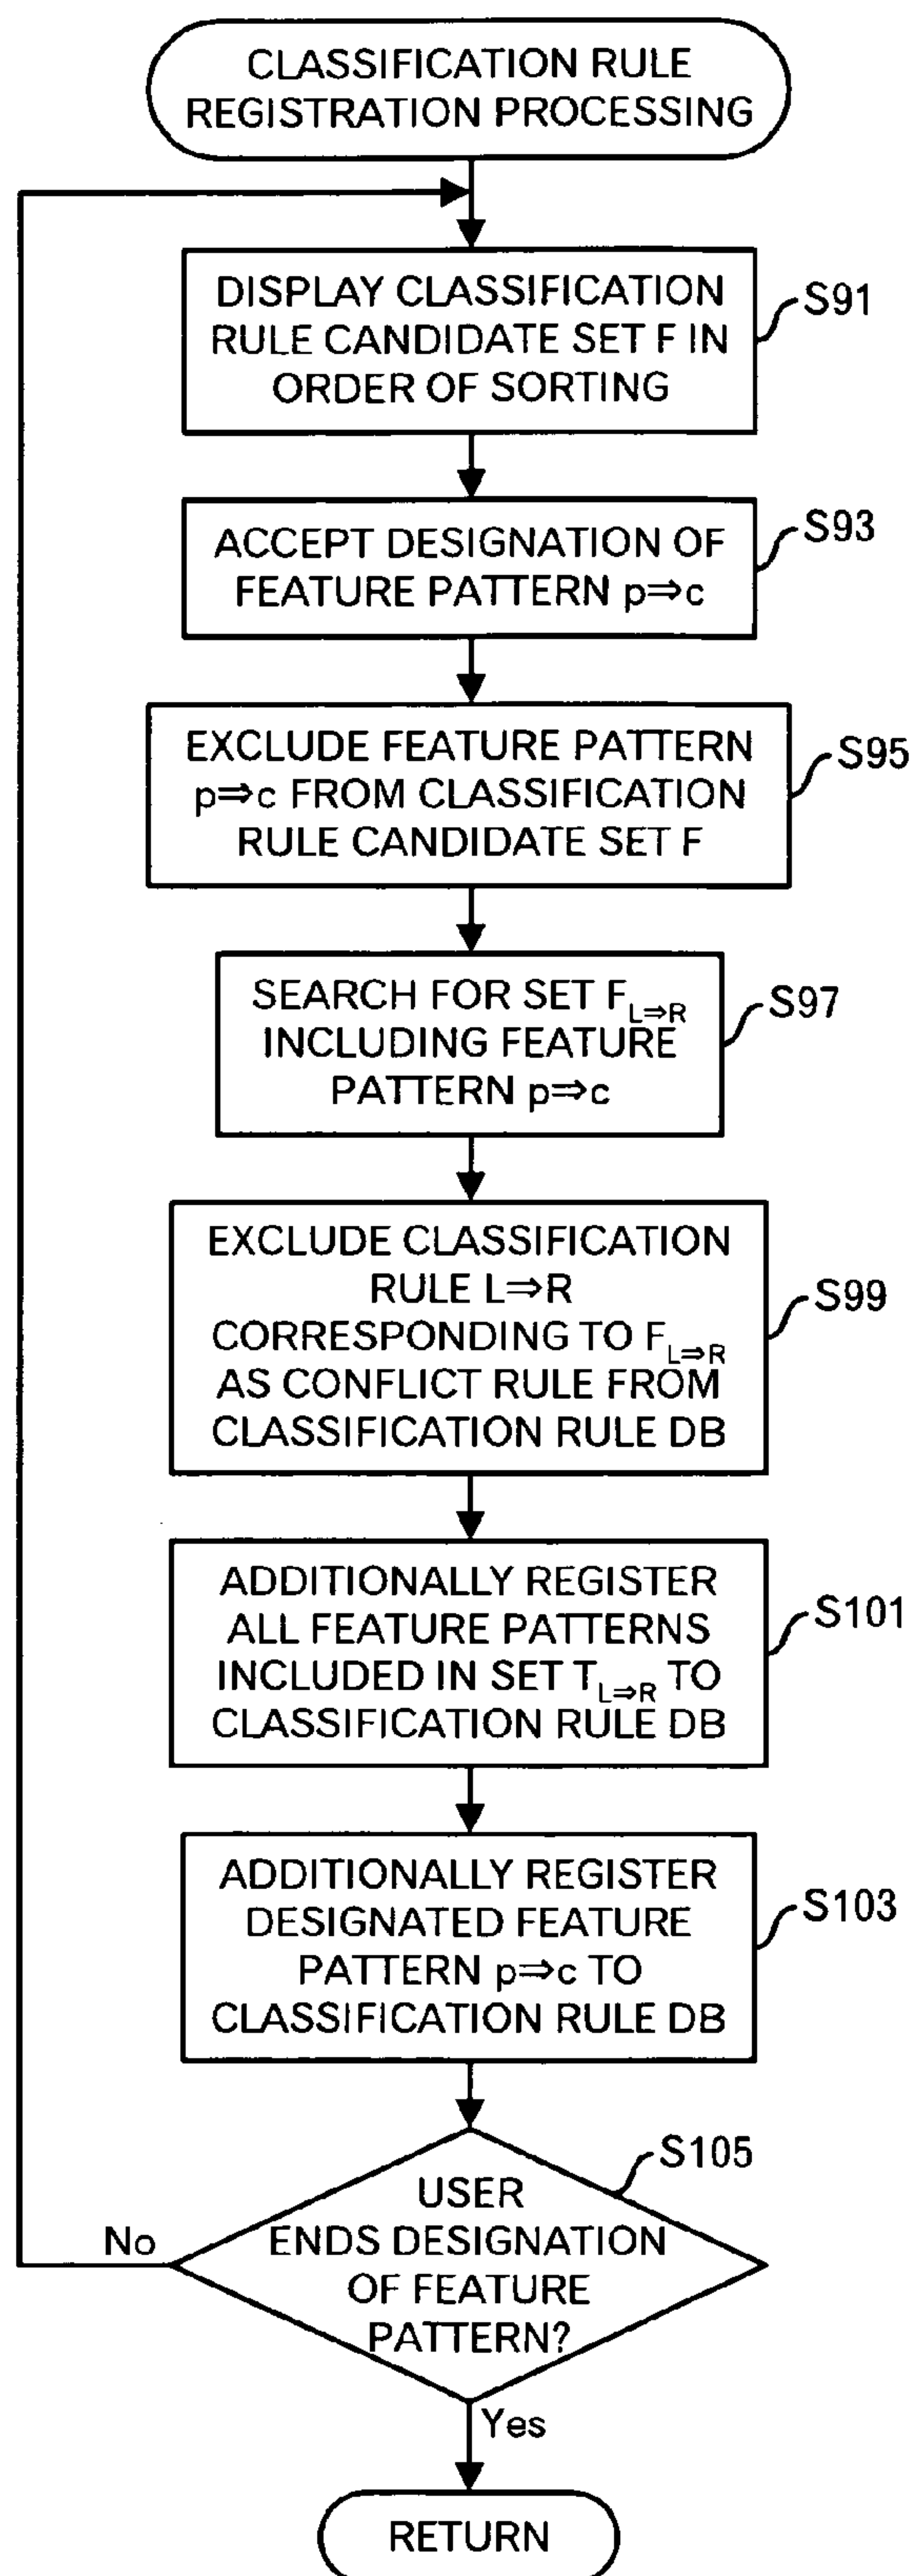 CLASSIFICATION RULE
REGISTRATION PROCESSING
DISPLAY CLASSIFICATION
RULE CANDIDATE SET F IN
ORDER OF SORTING
S91
ACCEPT DESIGNATION OF
FEATURE PATTERN p⇒c
S93
EXCLUDE FEATURE PATTERN
p⇒c FROM CLASSIFICATION
RULE CANDIDATE SET F
S95
SEARCH FOR SET F_L⇒R
INCLUDING FEATURE
PATTERN p⇒c
S97
EXCLUDE CLASSIFICATION
RULE L⇒R
CORRESPONDING TO F_L⇒R
AS CONFLICT RULE FROM
CLASSIFICATION RULE DB
S99
ADDITIONALLY REGISTER
ALL FEATURE PATTERNS
INCLUDED IN SET T_L⇒R TO
CLASSIFICATION RULE DB
S101
ADDITIONALLY REGISTER
DESIGNATED FEATURE
PATTERN p⇒c TO
CLASSIFICATION RULE DB
S103
USER
ENDS DESIGNATION
OF FEATURE
PATTERN?
S105
No
Yes
RETURN